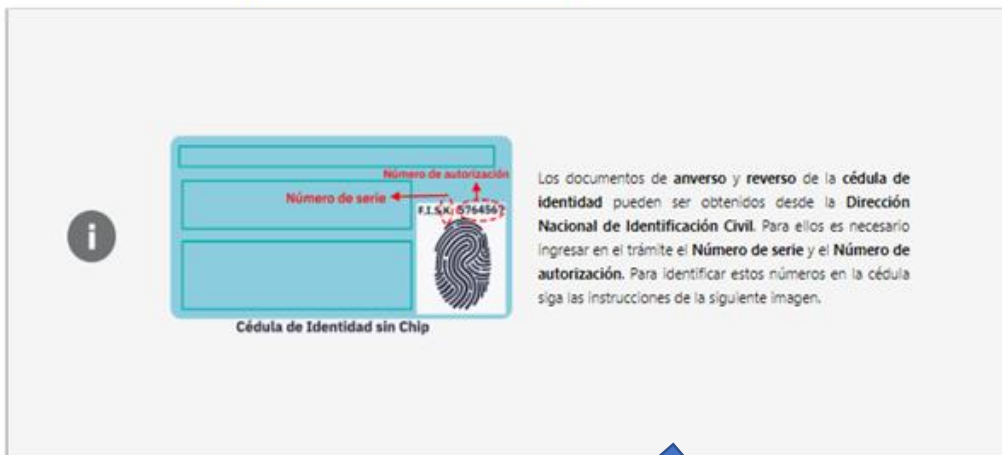 Número de autorización
Número de serie
F.I.S. K: 5764567
Cédula de Identidad sin Chip
Los documentos de anverso y reverso de la cédula de
identidad pueden ser obtenidos desde la Dirección
Nacional de Identificación Civil. Para ellos es necesario
ingresar en el trámite el Número de serie y el Número de
autorización. Para identificar estos números en la cédula
siga las instrucciones de la siguiente imagen.